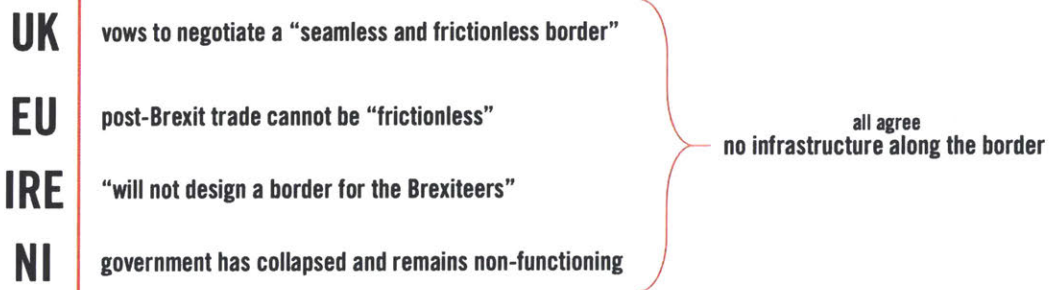 UK vows to negotiate a “seamless and frictionless border”
EU post-Brexit trade cannot be “frictionless”
IRE “will not design a border for the Brexiteers”
NI government has collapsed and remains non-functioning
all agree
no infrastructure along the border